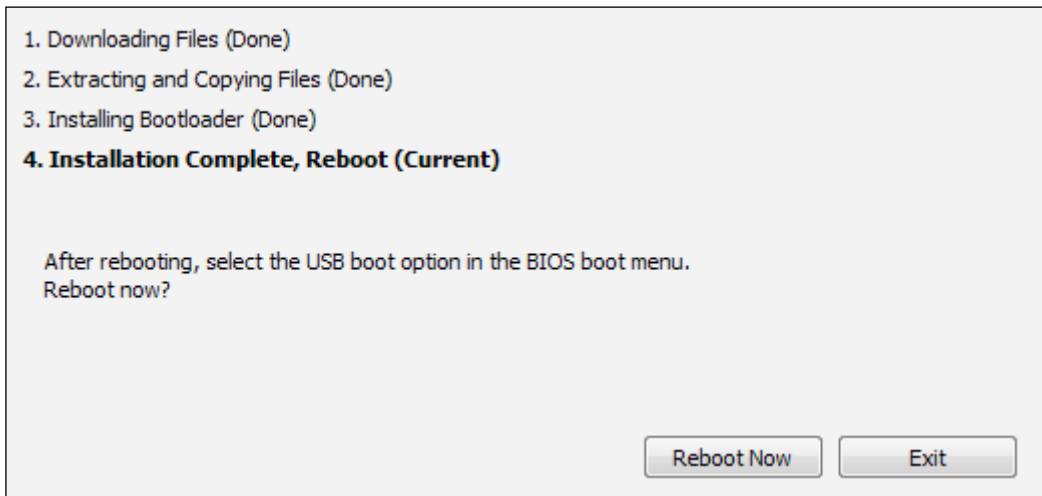 1. Downloading Files (Done)
2. Extracting and Copying Files (Done)
3. Installing Bootloader (Done)
4. Installation Complete, Reboot (Current)
After rebooting, select the USB boot option in the BIOS boot menu.
Reboot now?
Reboot Now
Exit